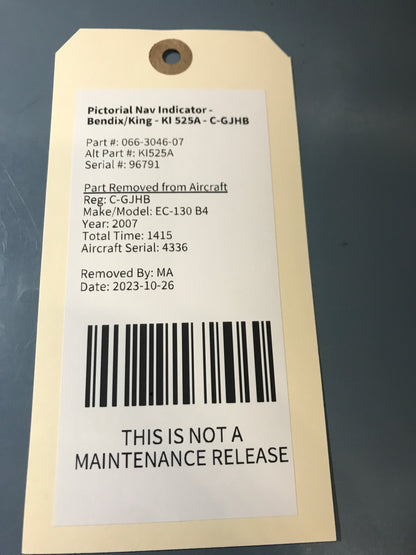 Pictorial Nav Indicator -
Bendix/King - KI 525A - C-GJHB
Part #: 066-3046-07
Alt Part #: KI525A
Serial #: 96791
Part Removed from Aircraft
Reg: C-GJHB
Make/Model: EC-130 B4
Year: 2007
Total Time: 1415
Aircraft Serial: 4336
Removed By: MA
Date: 2023-10-26
THIS IS NOT A
MAINTENANCE RELEASE